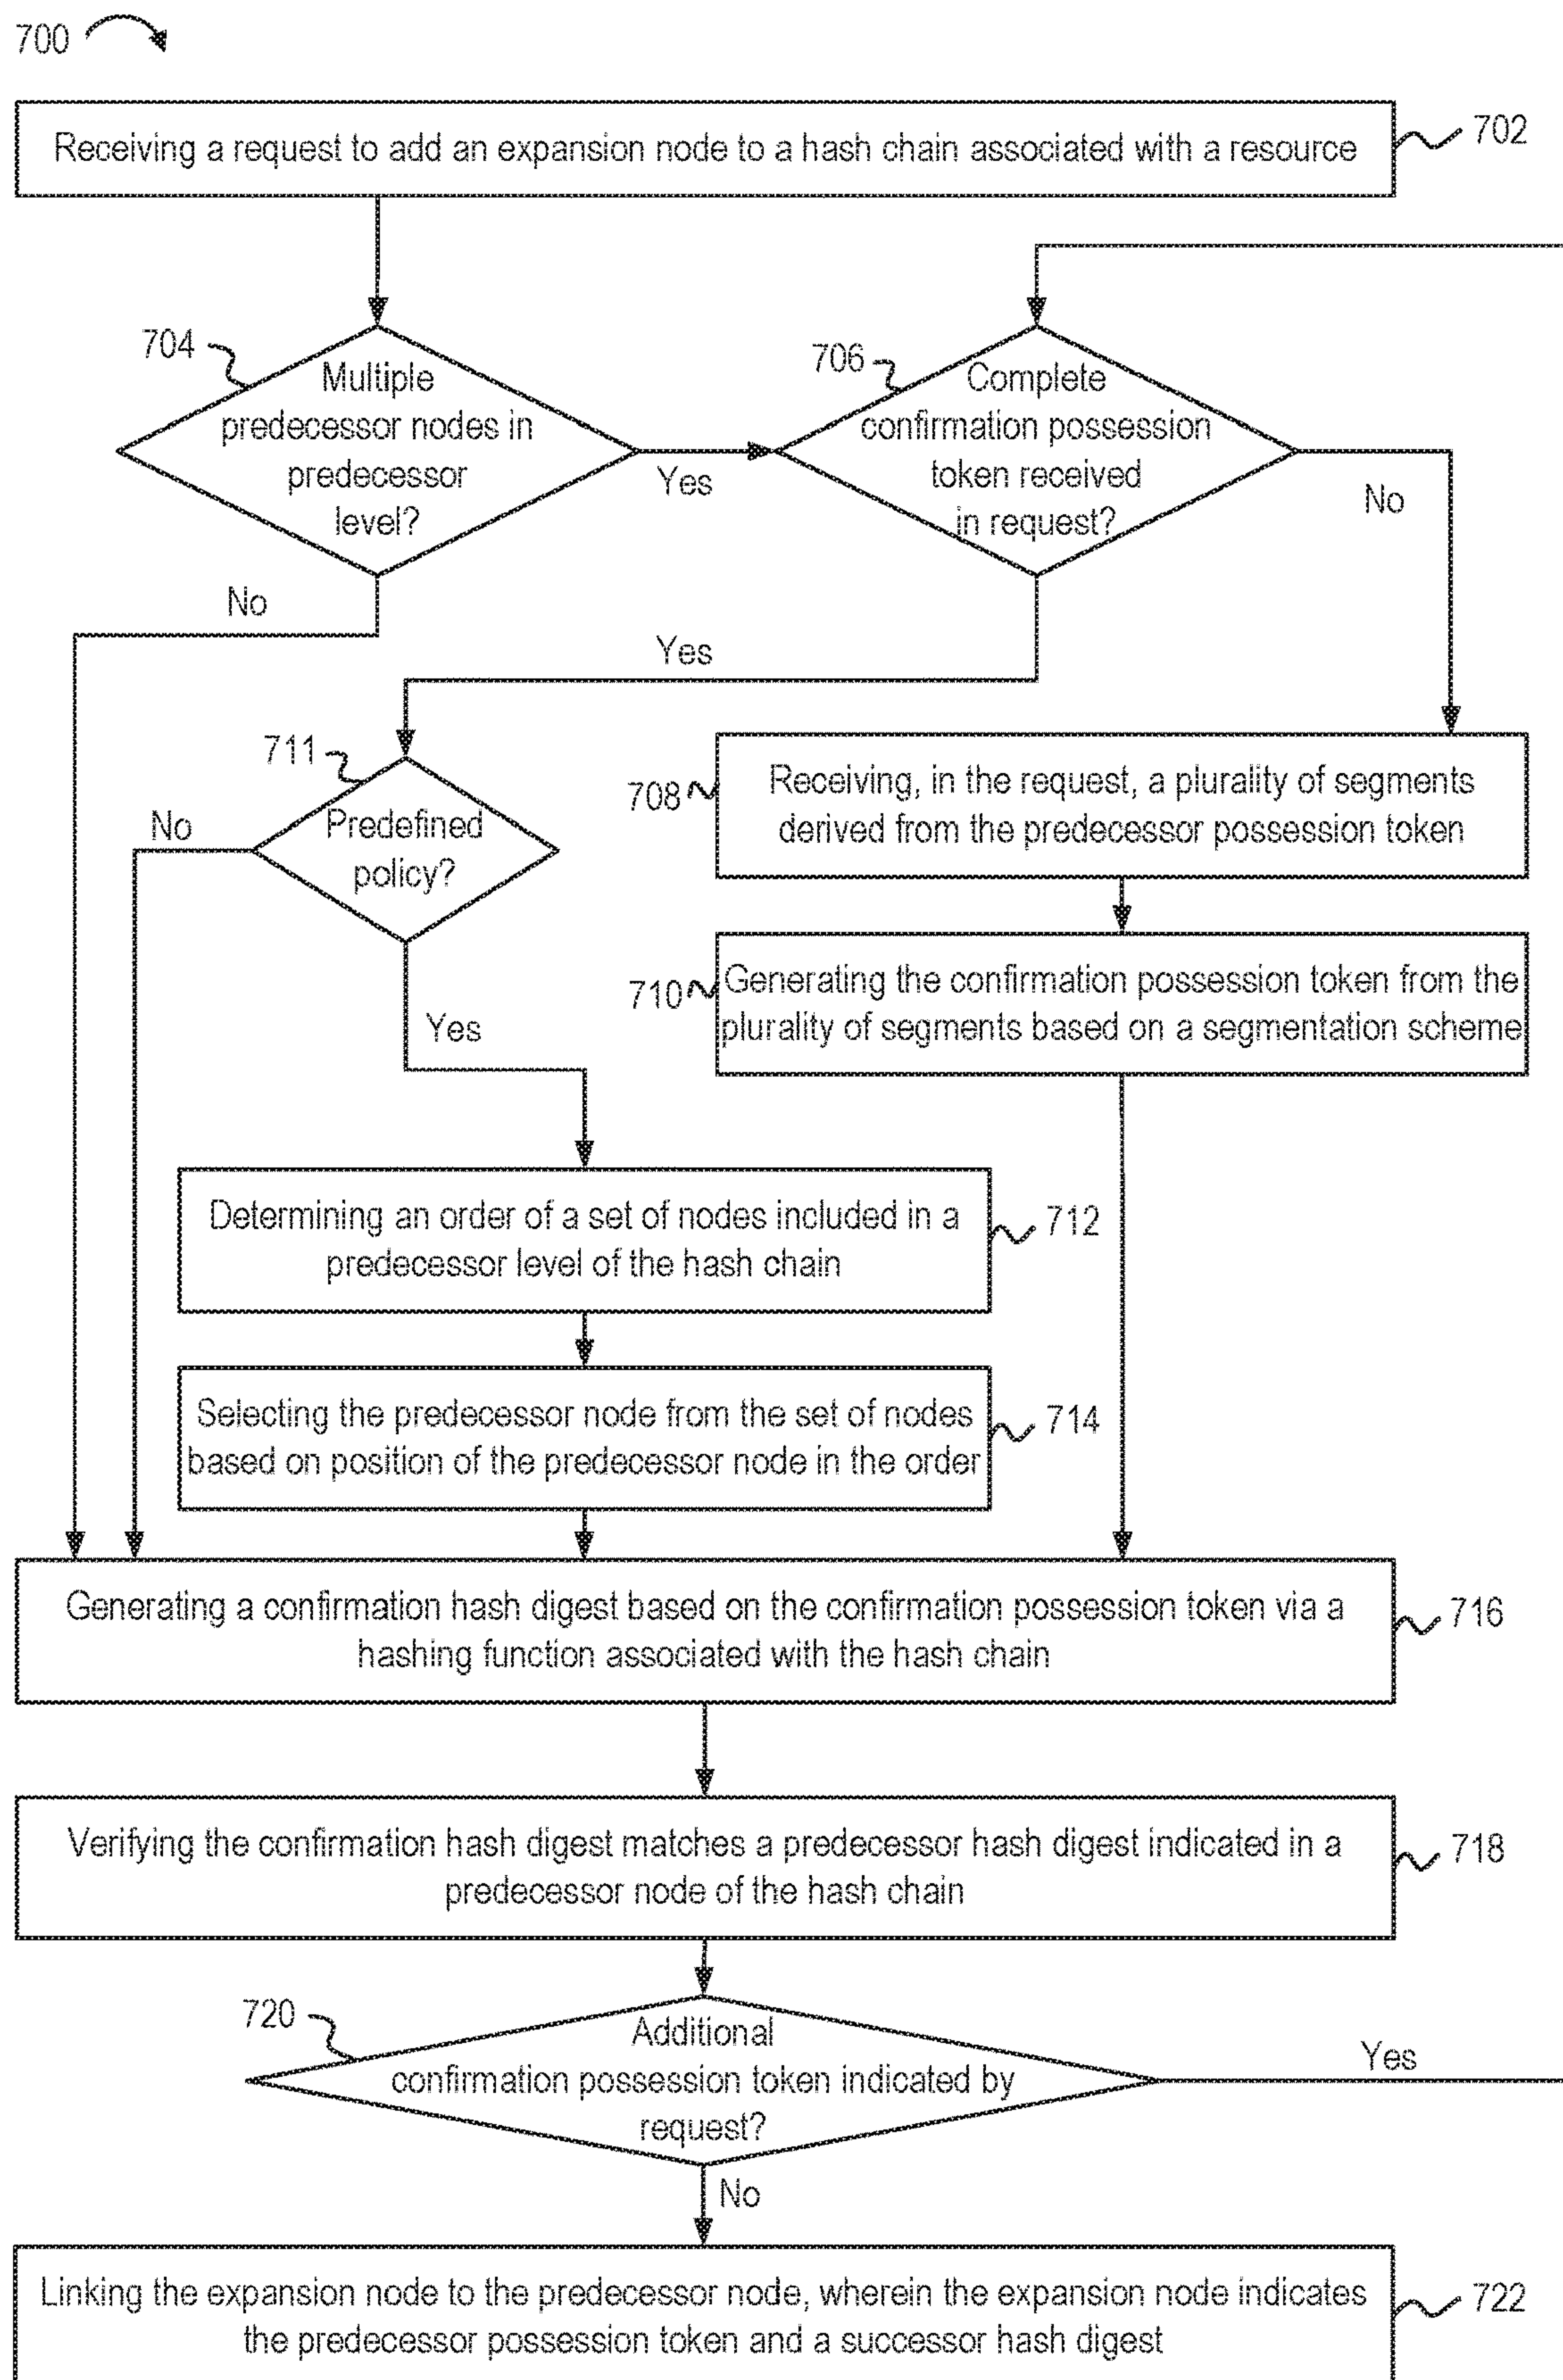 700
Receiving a request to add an expansion node to a hash chain associated with a resource
702
704
Multiple
predecessor nodes in
predecessor
level?
Yes
No
706
Complete
confirmation possession
token received
in request?
No
Yes
711
Predefined
policy?
No
Yes
708
Receiving, in the request, a plurality of segments
derived from the predecessor possession token
710
Generating the confirmation possession token from the
plurality of segments based on a segmentation scheme
Determining an order of a set of nodes included in a
predecessor level of the hash chain
712
Selecting the predecessor node from the set of nodes
based on position of the predecessor node in the order
714
Generating a confirmation hash digest based on the confirmation possession token via a
hashing function associated with the hash chain
716
Verifying the confirmation hash digest matches a predecessor hash digest indicated in a
predecessor node of the hash chain
718
720
Additional
confirmation possession token indicated by
request?
Yes
No
Linking the expansion node to the predecessor node, wherein the expansion node indicates
the predecessor possession token and a successor hash digest
722